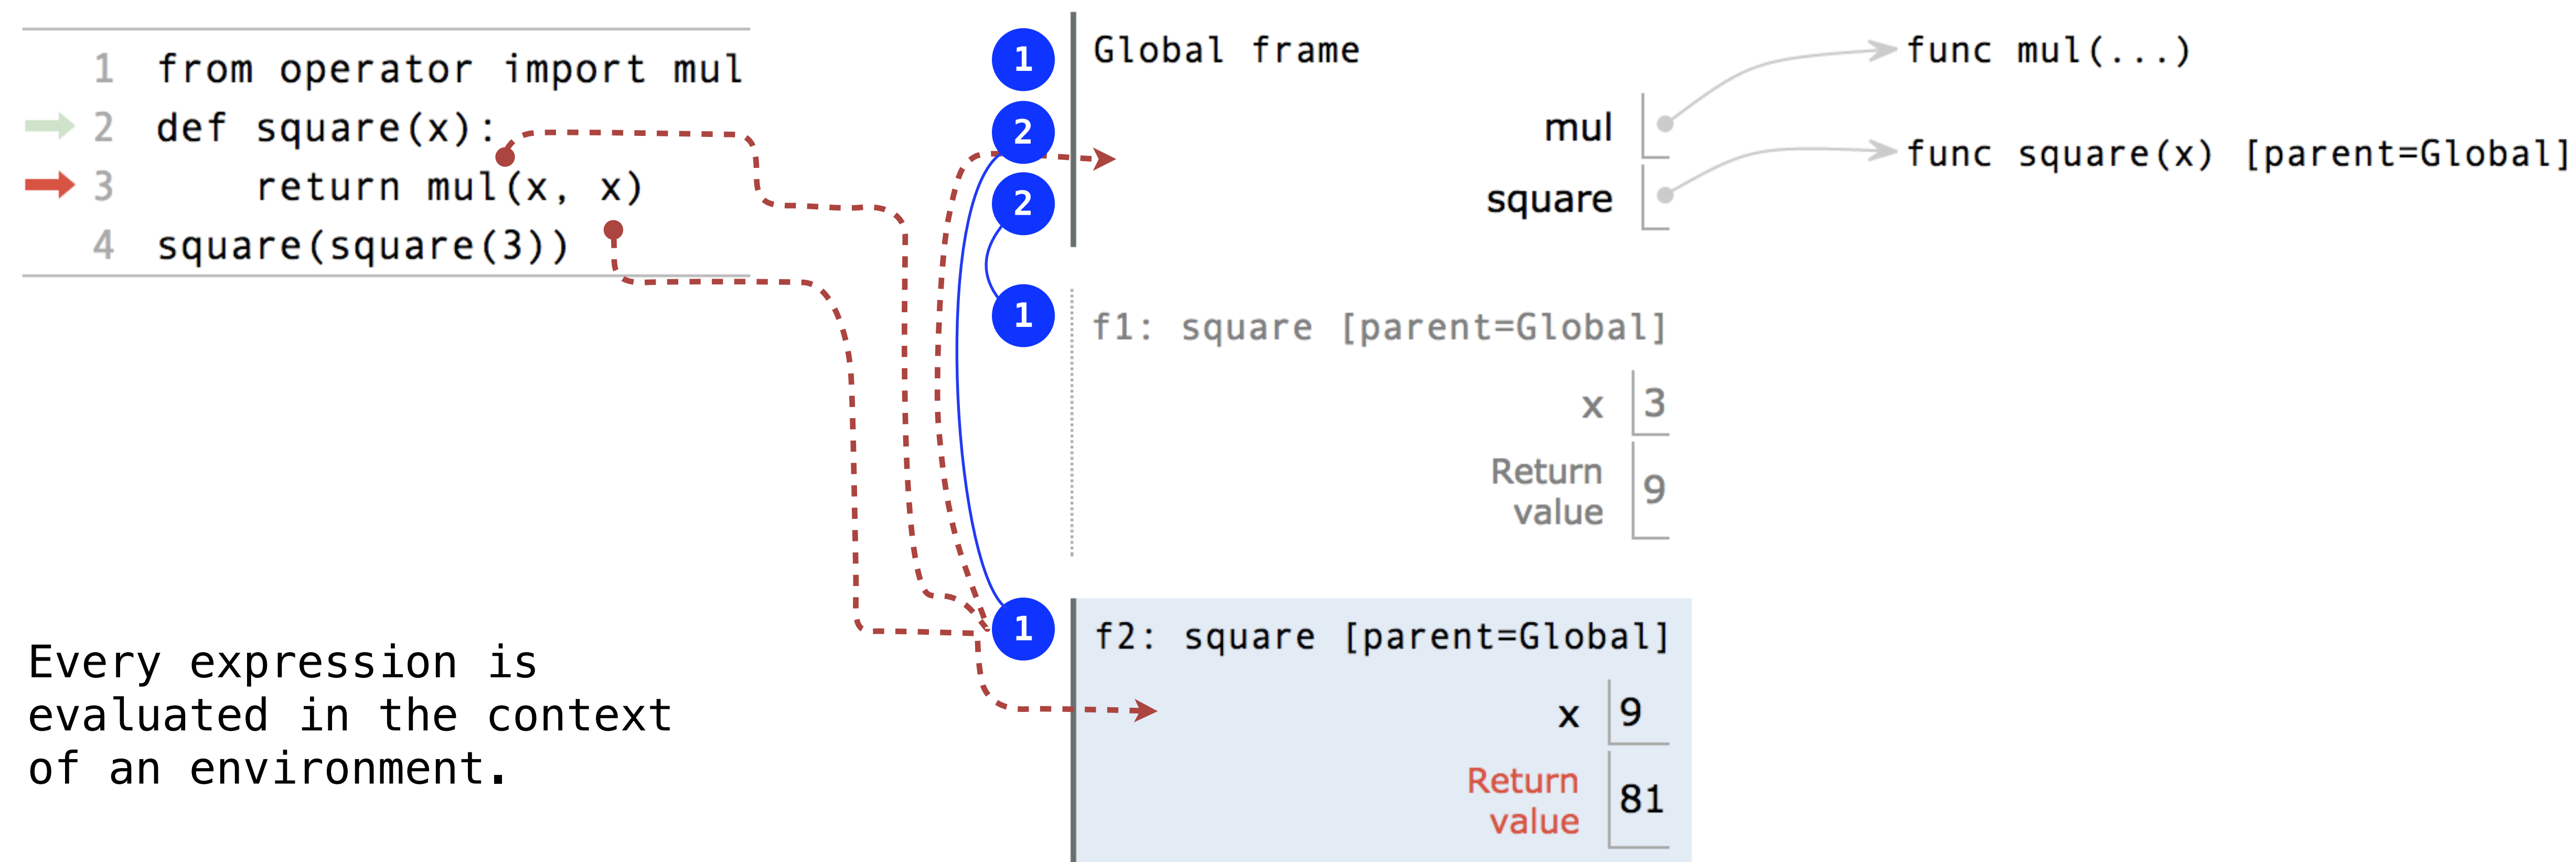 1 from operator import mul
2 def square(x):
3 return mul(x, x)
4 square(square(3))
Every expression is
evaluated in the context
of an environment.
1
2
2
1
1
Global frame
mul
square
func mul(...)
func square(x) [parent=Global]
f1: square [parent=Global]
x 3
Return
value
9
f2: square [parent=Global]
x 9
Return
value
81